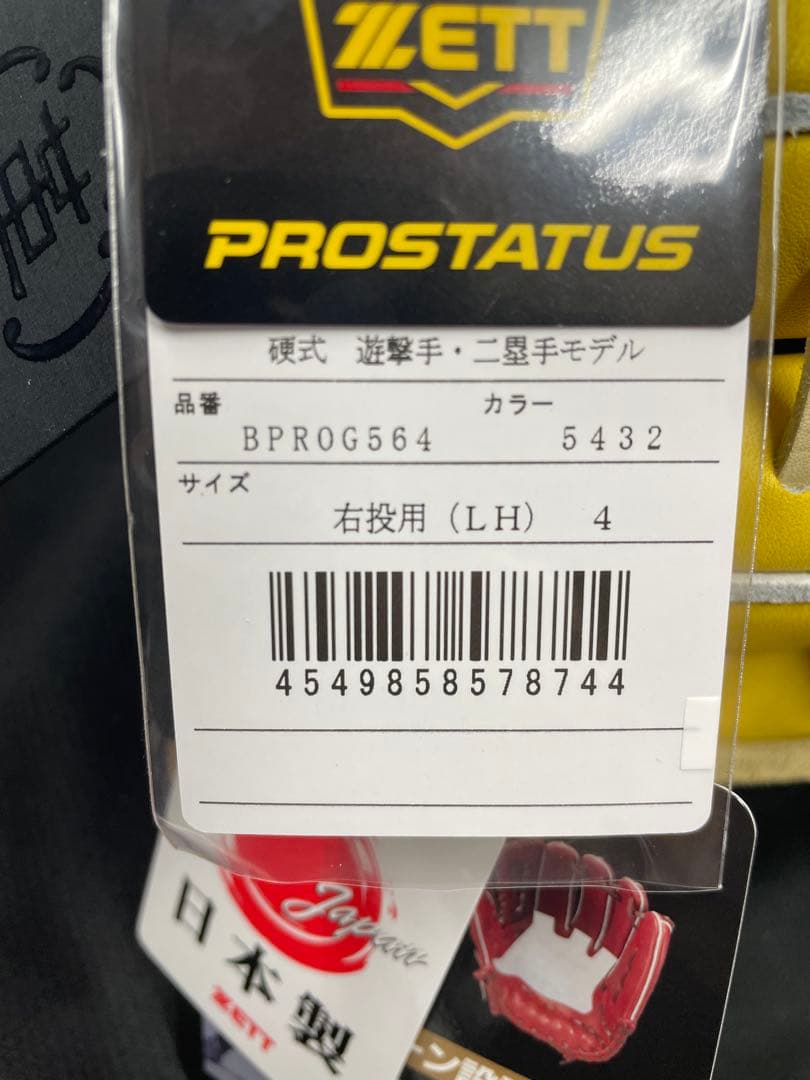 ZETT
PROSTATUS
硬式 遊撃手・二塁手モデル
品番 カラー
BPROG564 5432
サイズ
右投用(LH) 4
4549858578744
Japan
日本製
ZETT